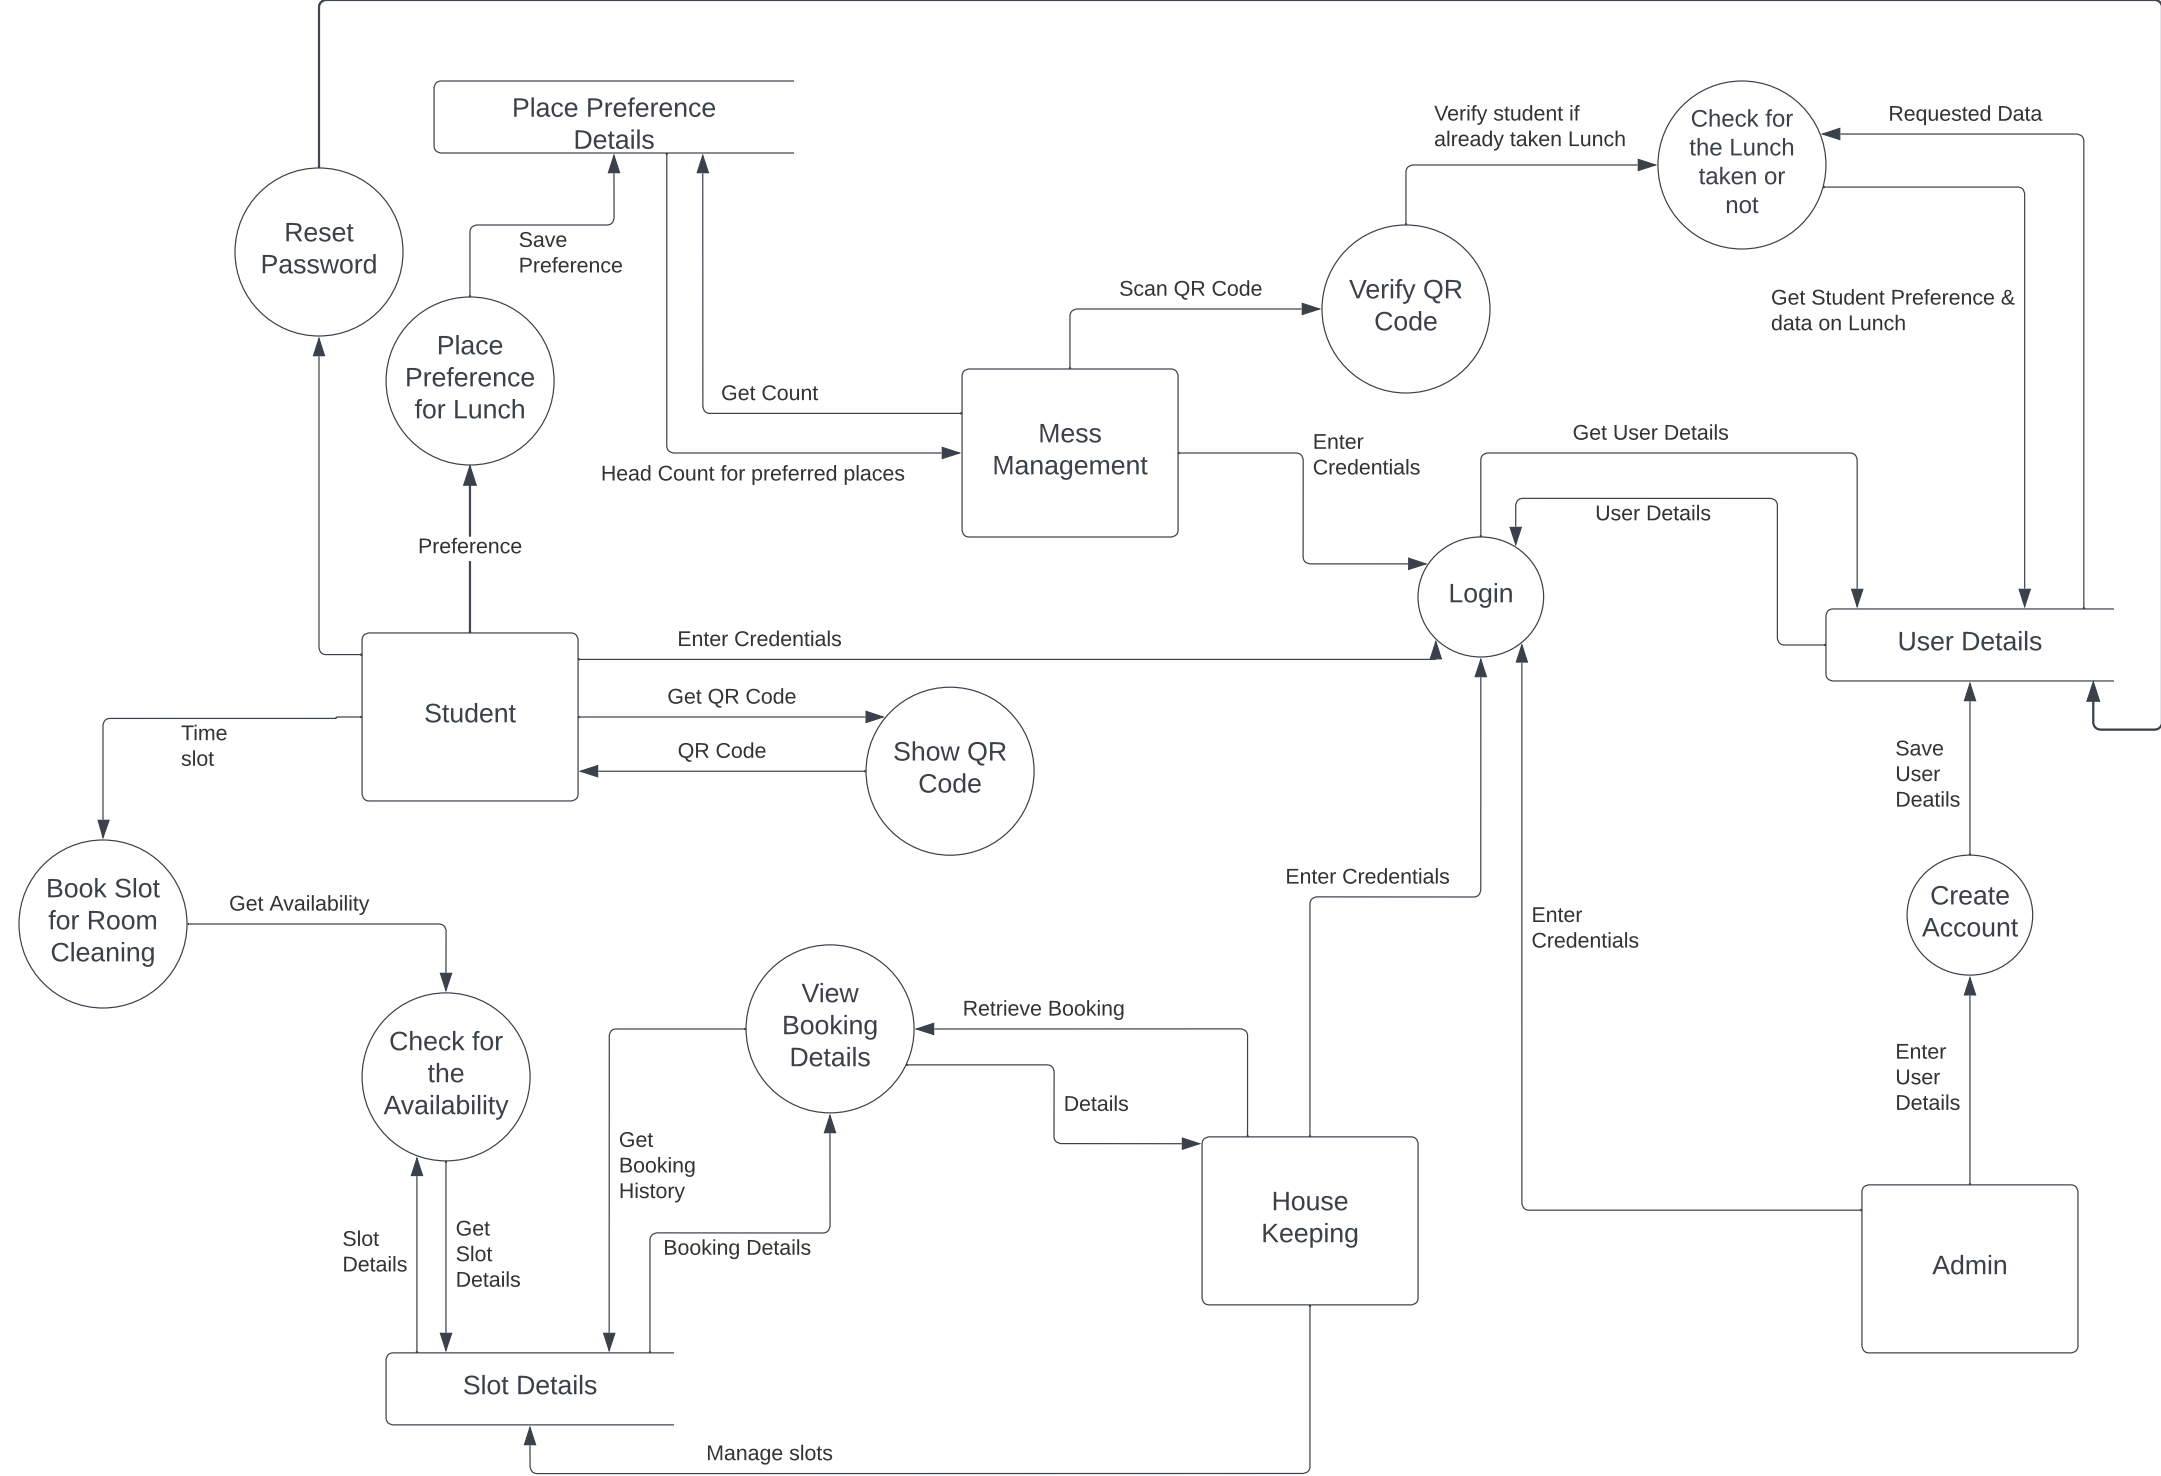 Place Preference
Details
Verify student if
already taken Lunch
Check for
the Lunch
taken or
not
Requested Data
Reset
Password
Save
Preference
Scan QR Code
Verify QR
Code
Get Student Preference &
data on Lunch
Place
Preference
for Lunch
Get Count
Mess
Management
Head Count for preferred places
Enter
Credentials
Get User Details
User Details
Preference
Login
Enter Credentials
User Details
Get QR Code
Student
QR Code
Show QR
Code
Time
slot
Save
User
Deatils
Book Slot
for Room
Cleaning
Get Availability
Enter Credentials
Enter
Credentials
Create
Account
View
Booking
Details
Retrieve Booking
Check for
the
Availability
Details
Enter
User
Details
Get
Booking
History
House
Keeping
Slot
Details
Get
Slot
Details
Booking Details
Admin
Slot Details
Manage slots